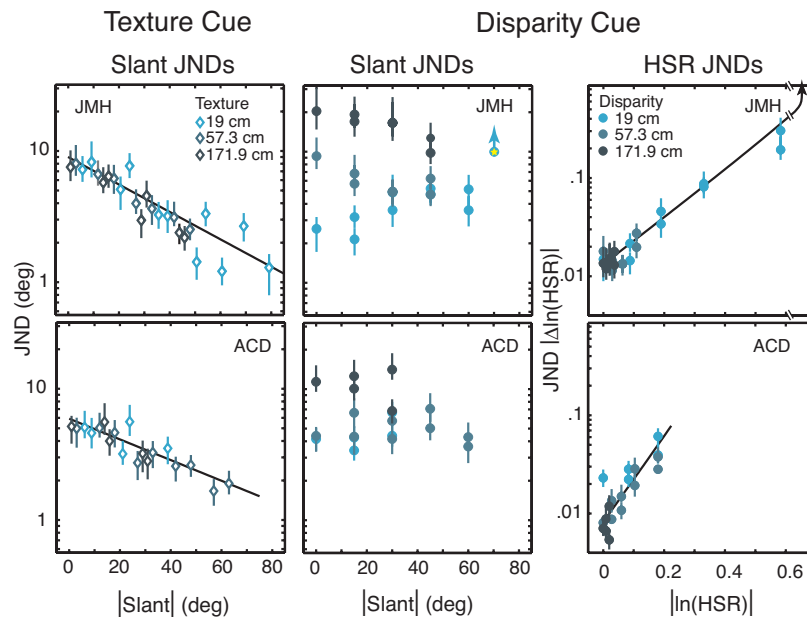 Texture Cue
Disparity Cue
Slant JNDs
Slant JNDs
HSR JNDs
JMH
Texture
19 cm
57.3 cm
171.9 cm
JMH
Disparity
19 cm
57.3 cm
171.9 cm
JMH
10
1
.1
.01
JND (deg)
JND |Δln(HSR)|
ACD
ACD
ACD
10
1
.1
.01
0 20 40 60 80
0 20 40 60 80
0 0.2 0.4 0.6
|Slant| (deg)
|Slant| (deg)
|ln(HSR)|